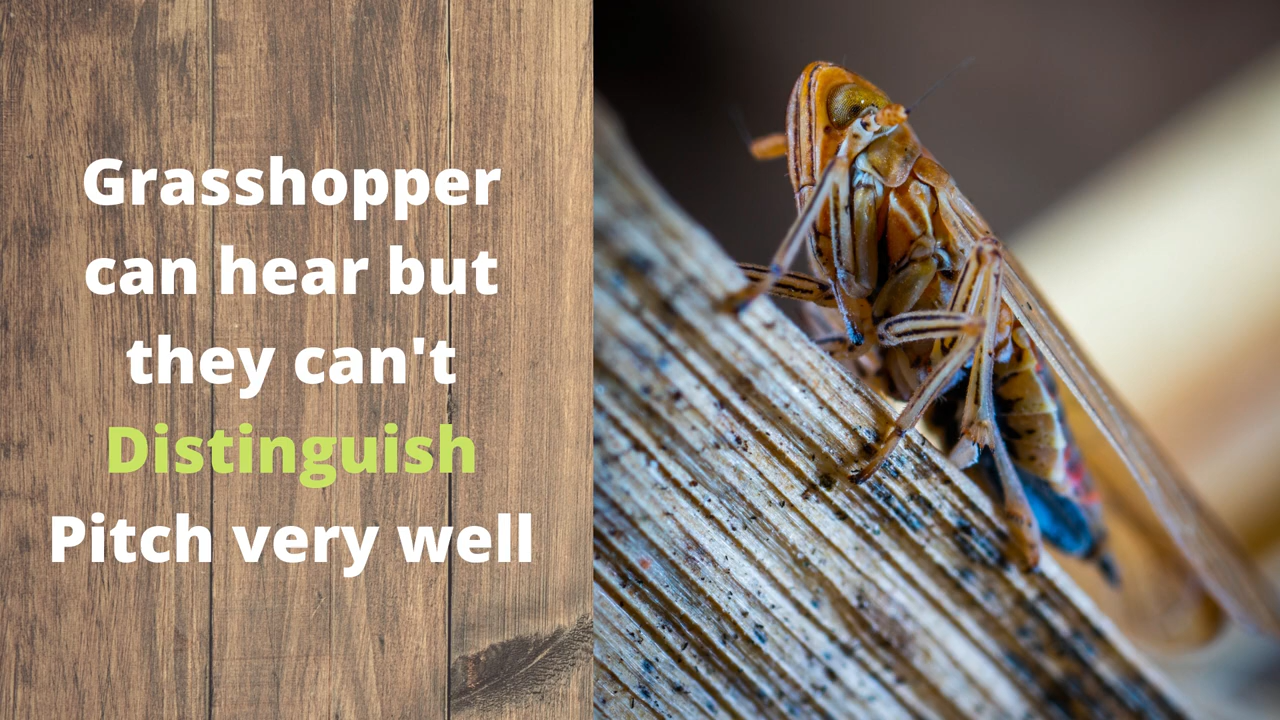 Grasshopper
can hear but
they can't
Distinguish
Pitch very well